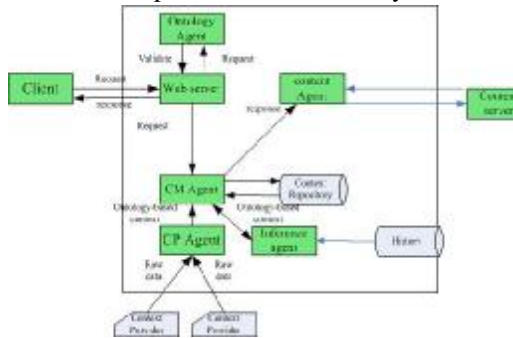 Ontology
Agent
Validate
Request
Client
Request
response
Web server
content
Agent
Content
server
Request
response
CM Agent
Context
Repository
Ontology-based
context
Ontology-based
context
CP Agent
Inference
agent
History
Raw
data
Raw
data
Context
Provider
Context
Provider